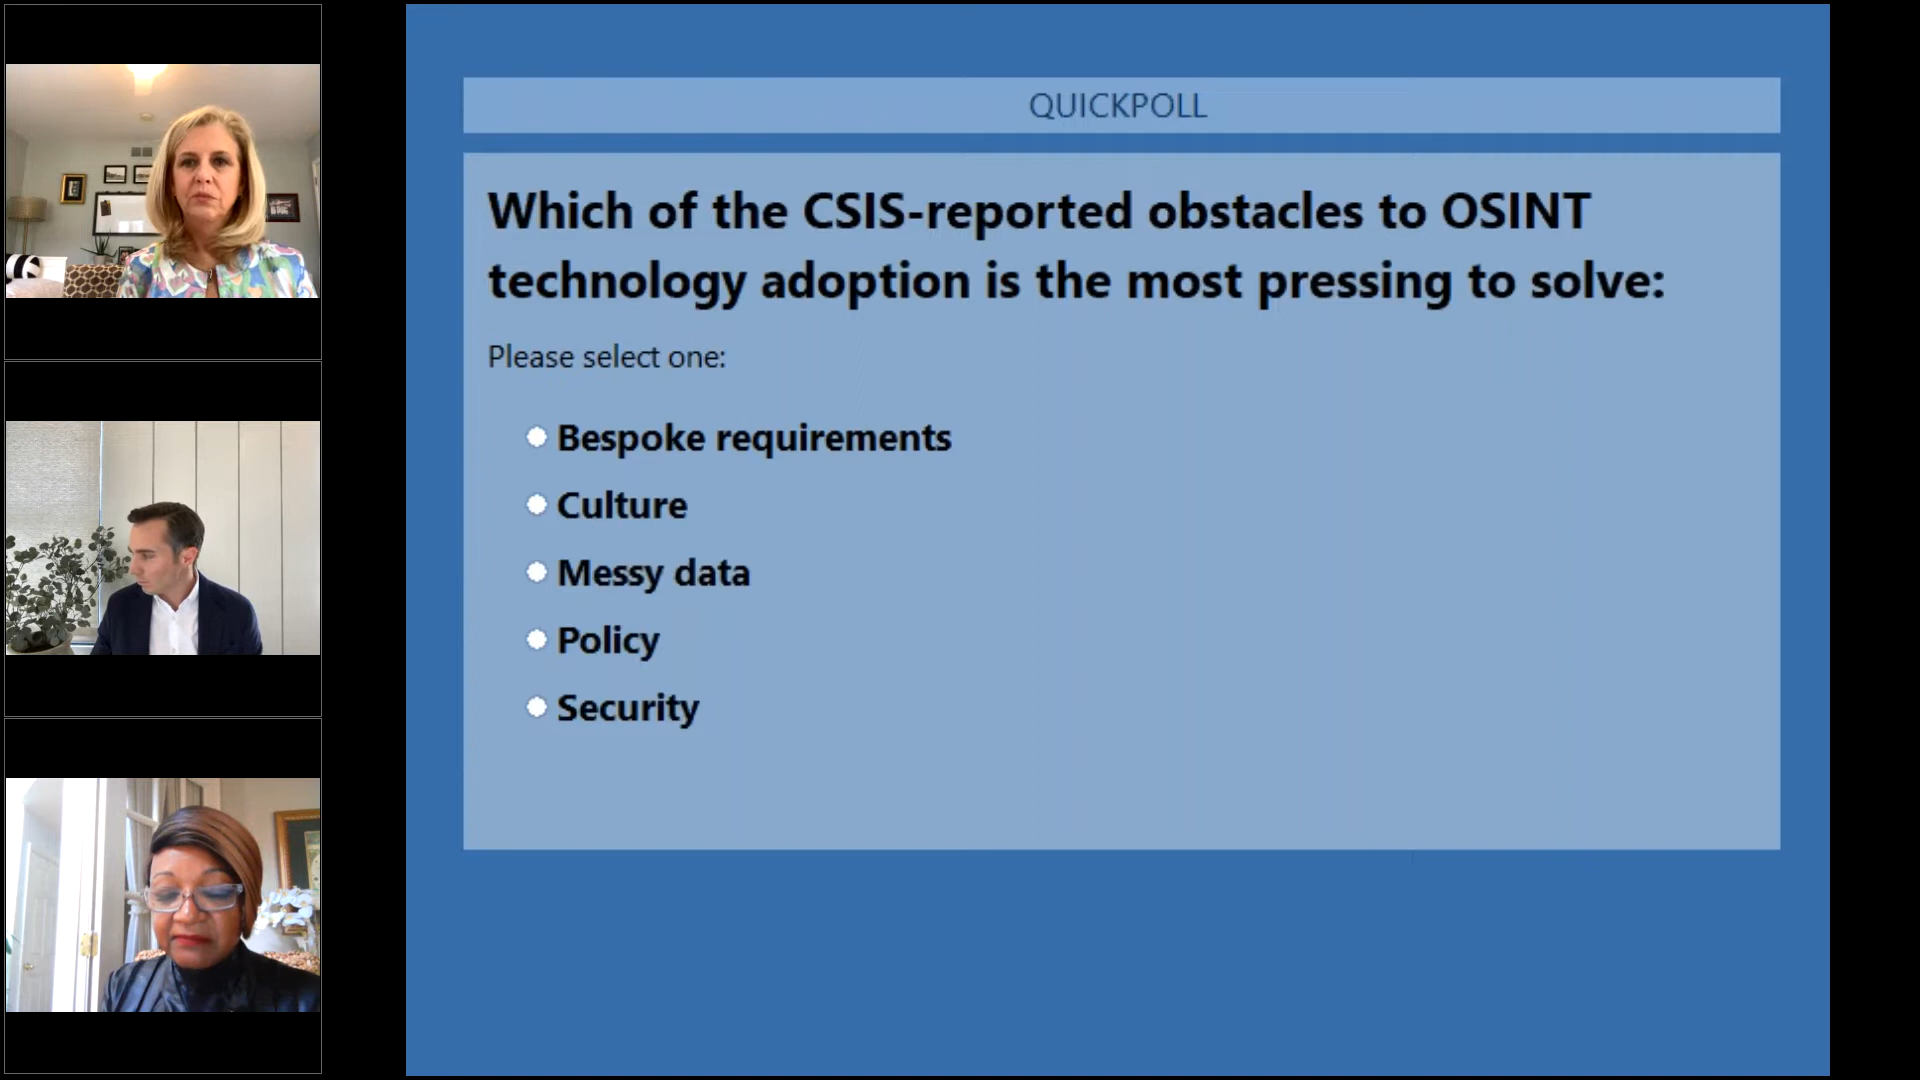 QUICKPOLL
Which of the CSIS-reported obstacles to OSINT
technology adoption is the most pressing to solve:
Please select one:
Bespoke requirements
Culture
Messy data
Policy
Security